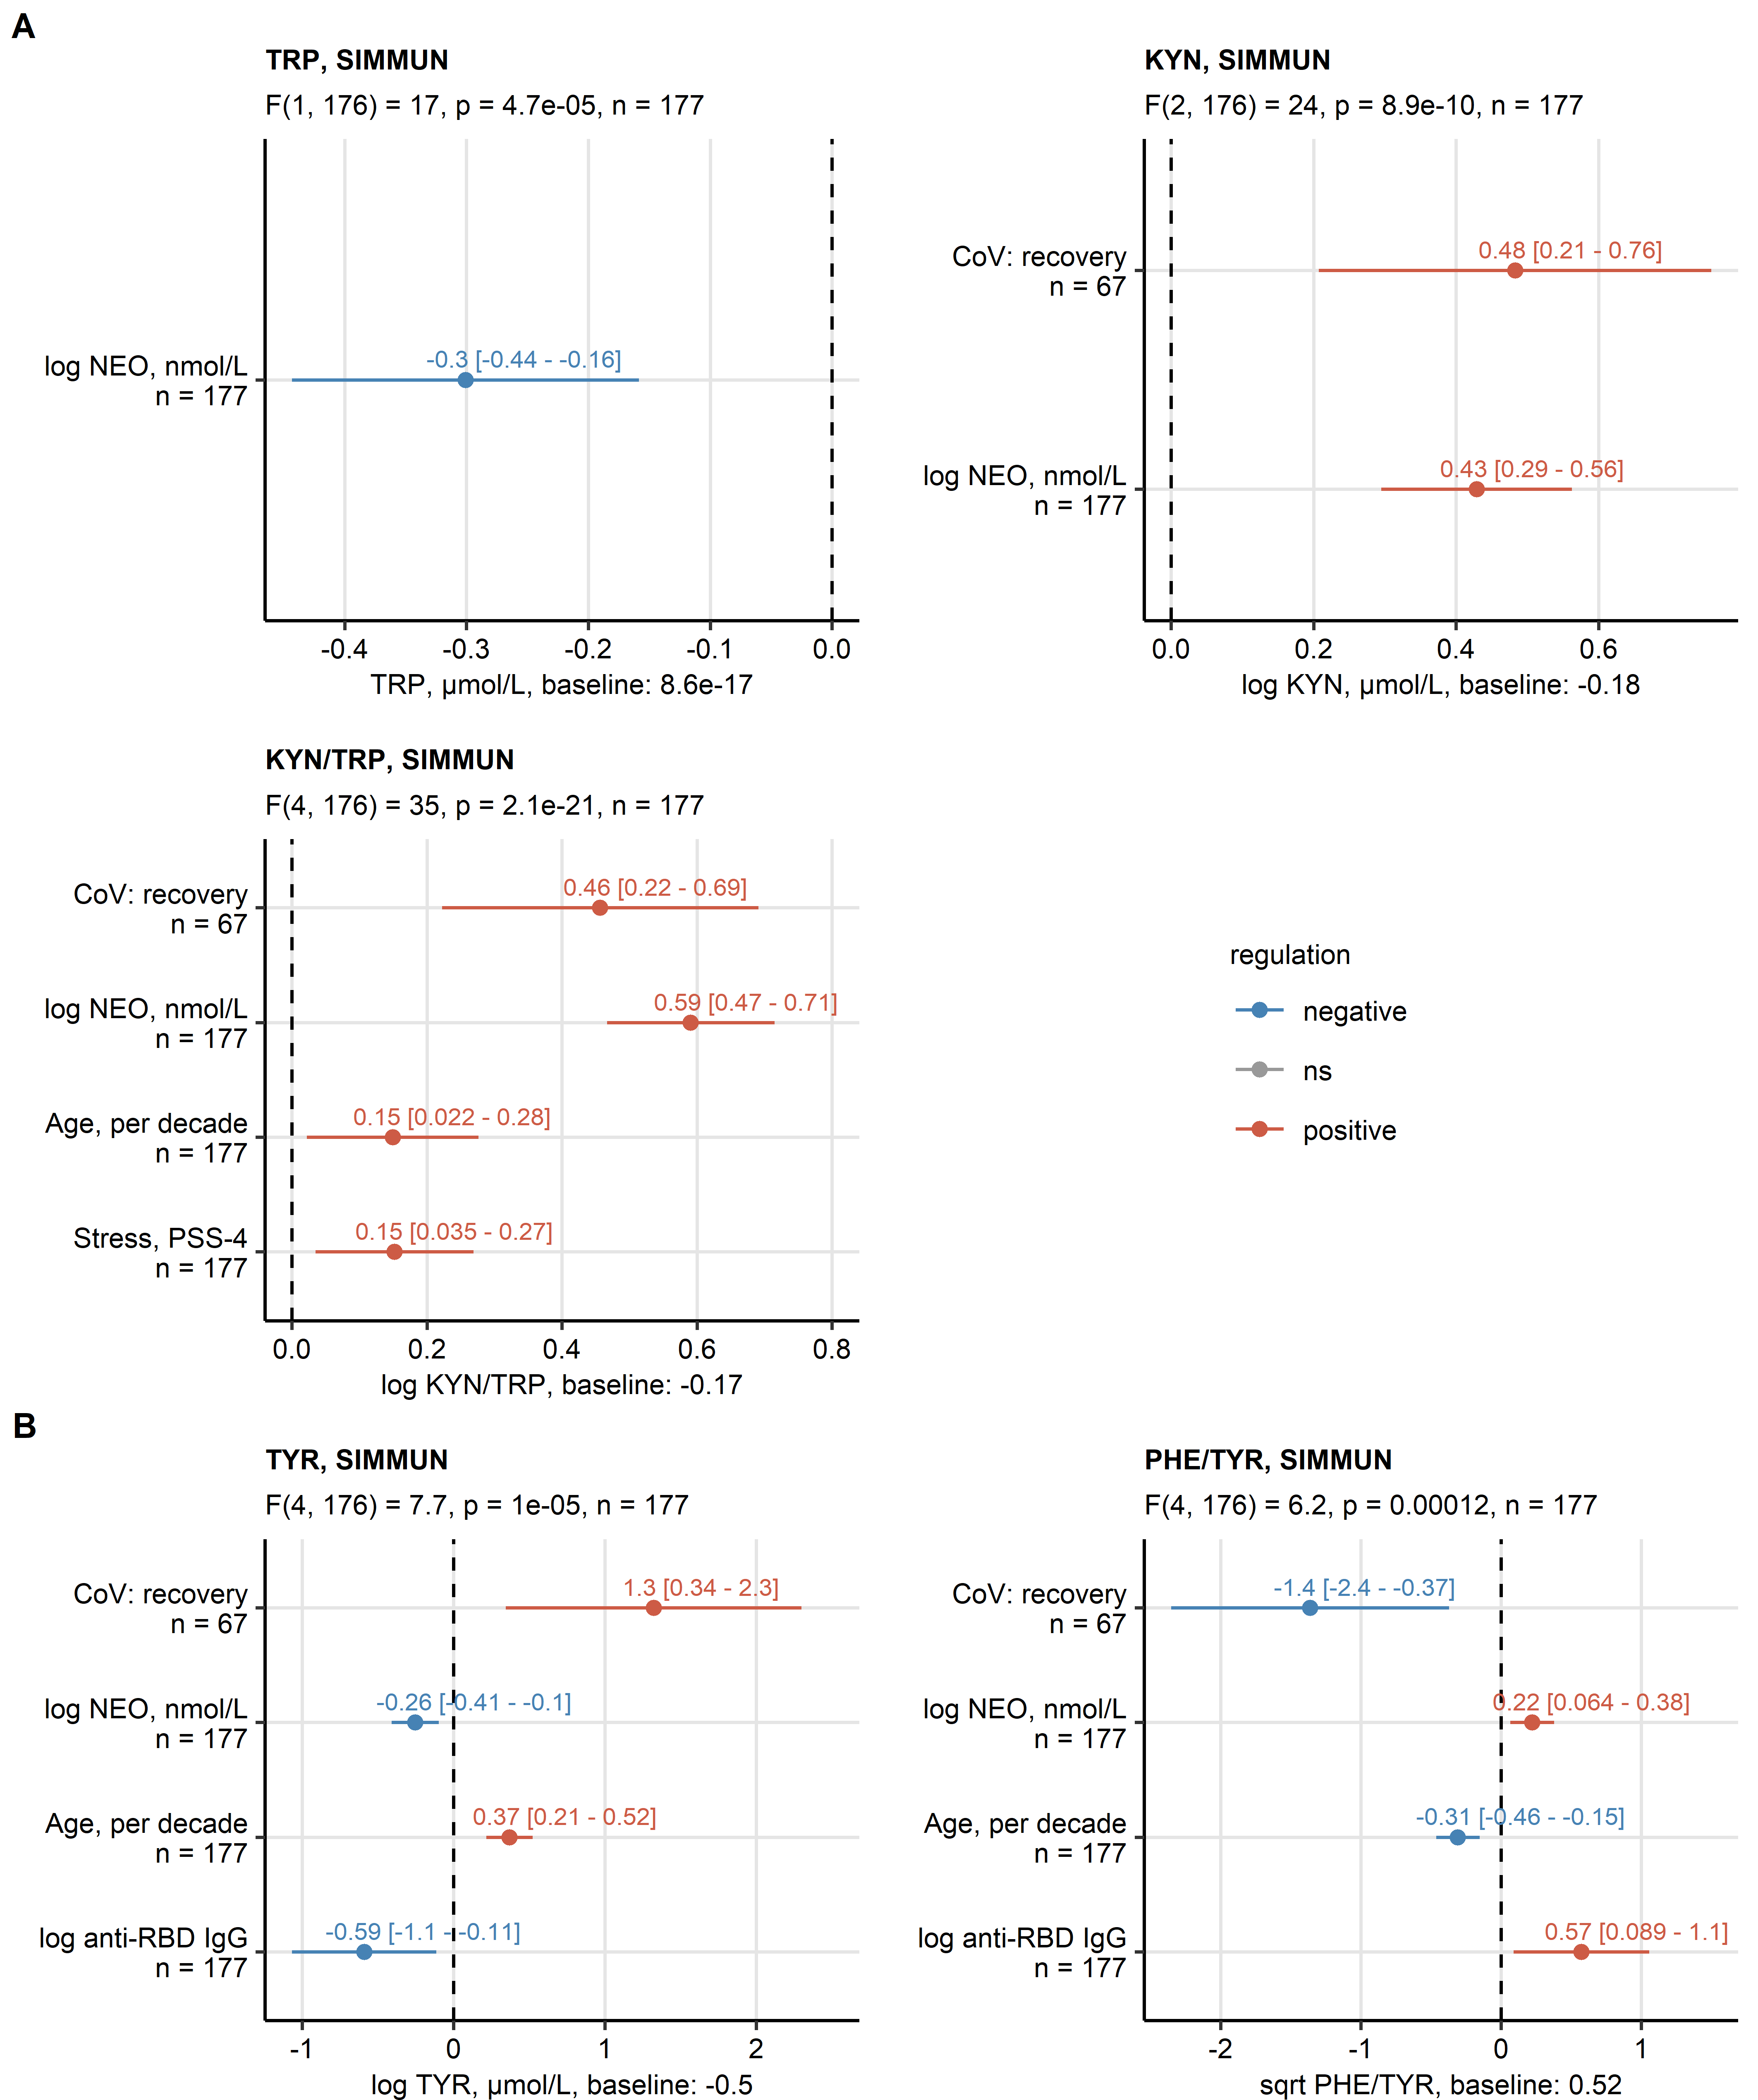 A
TRP, SIMMUN
F(1, 176) = 17, p = 4.7e-05, n = 177
log NEO, nmol/L
n = 177
-0.3 [-0.44 - -0.16]
-0.4 -0.3 -0.2 -0.1 0.0
TRP, µmol/L, baseline: 8.6e-17
KYN, SIMMUN
F(2, 176) = 24, p = 8.9e-10, n = 177
CoV: recovery
n = 67
0.48 [0.21 - 0.76]
log NEO, nmol/L
n = 177
0.43 [0.29 - 0.56]
0.0 0.2 0.4 0.6
log KYN, µmol/L, baseline: -0.18
KYN/TRP, SIMMUN
F(4, 176) = 35, p = 2.1e-21, n = 177
CoV: recovery
n = 67
0.46 [0.22 - 0.69]
log NEO, nmol/L
n = 177
0.59 [0.47 - 0.71]
Age, per decade
n = 177
0.15 [0.022 - 0.28]
Stress, PSS-4
n = 177
0.15 [0.035 - 0.27]
0.0 0.2 0.4 0.6 0.8
log KYN/TRP, baseline: -0.17
regulation
negative
ns
positive
B
TYR, SIMMUN
F(4, 176) = 7.7, p = 1e-05, n = 177
CoV: recovery
n = 67
1.3 [0.34 - 2.3]
log NEO, nmol/L
n = 177
-0.26 [-0.41 - -0.1]
Age, per decade
n = 177
0.37 [0.21 - 0.52]
log anti-RBD IgG
n = 177
-0.59 [-1.1 - -0.11]
-1 0 1 2
log TYR, µmol/L, baseline: -0.5
PHE/TYR, SIMMUN
F(4, 176) = 6.2, p = 0.00012, n = 177
CoV: recovery
n = 67
-1.4 [-2.4 - -0.37]
log NEO, nmol/L
n = 177
0.22 [0.064 - 0.38]
Age, per decade
n = 177
-0.31 [-0.46 - -0.15]
log anti-RBD IgG
n = 177
0.57 [0.089 - 1.1]
-2 -1 0 1
sqrt PHE/TYR, baseline: 0.52